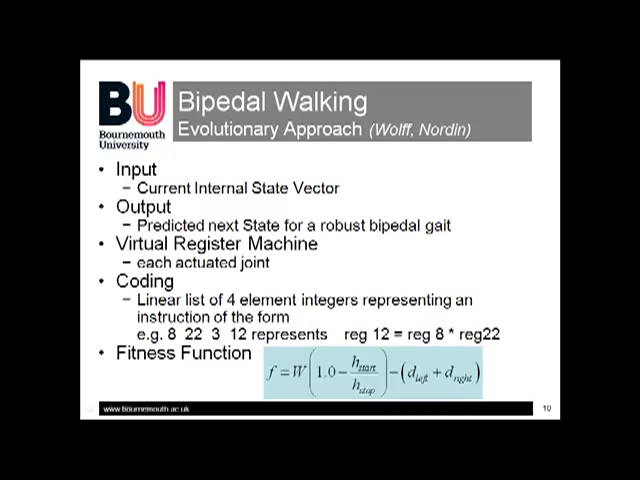 BU
Bournemouth
University
Bipedal Walking
Evolutionary Approach (Wolff, Nordin)
• Input
– Current Internal State Vector
• Output
– Predicted next State for a robust bipedal gait
• Virtual Register Machine
– each actuated joint
• Coding
– Linear list of 4 element integers representing an
instruction of the form
e.g. 8 22 3 12 represents reg 12 = reg 8 * reg22
• Fitness Function
f = W(1.0 − h_start / h_stop) − (d_left + d_right)
www.bournemouth.ac.uk 10